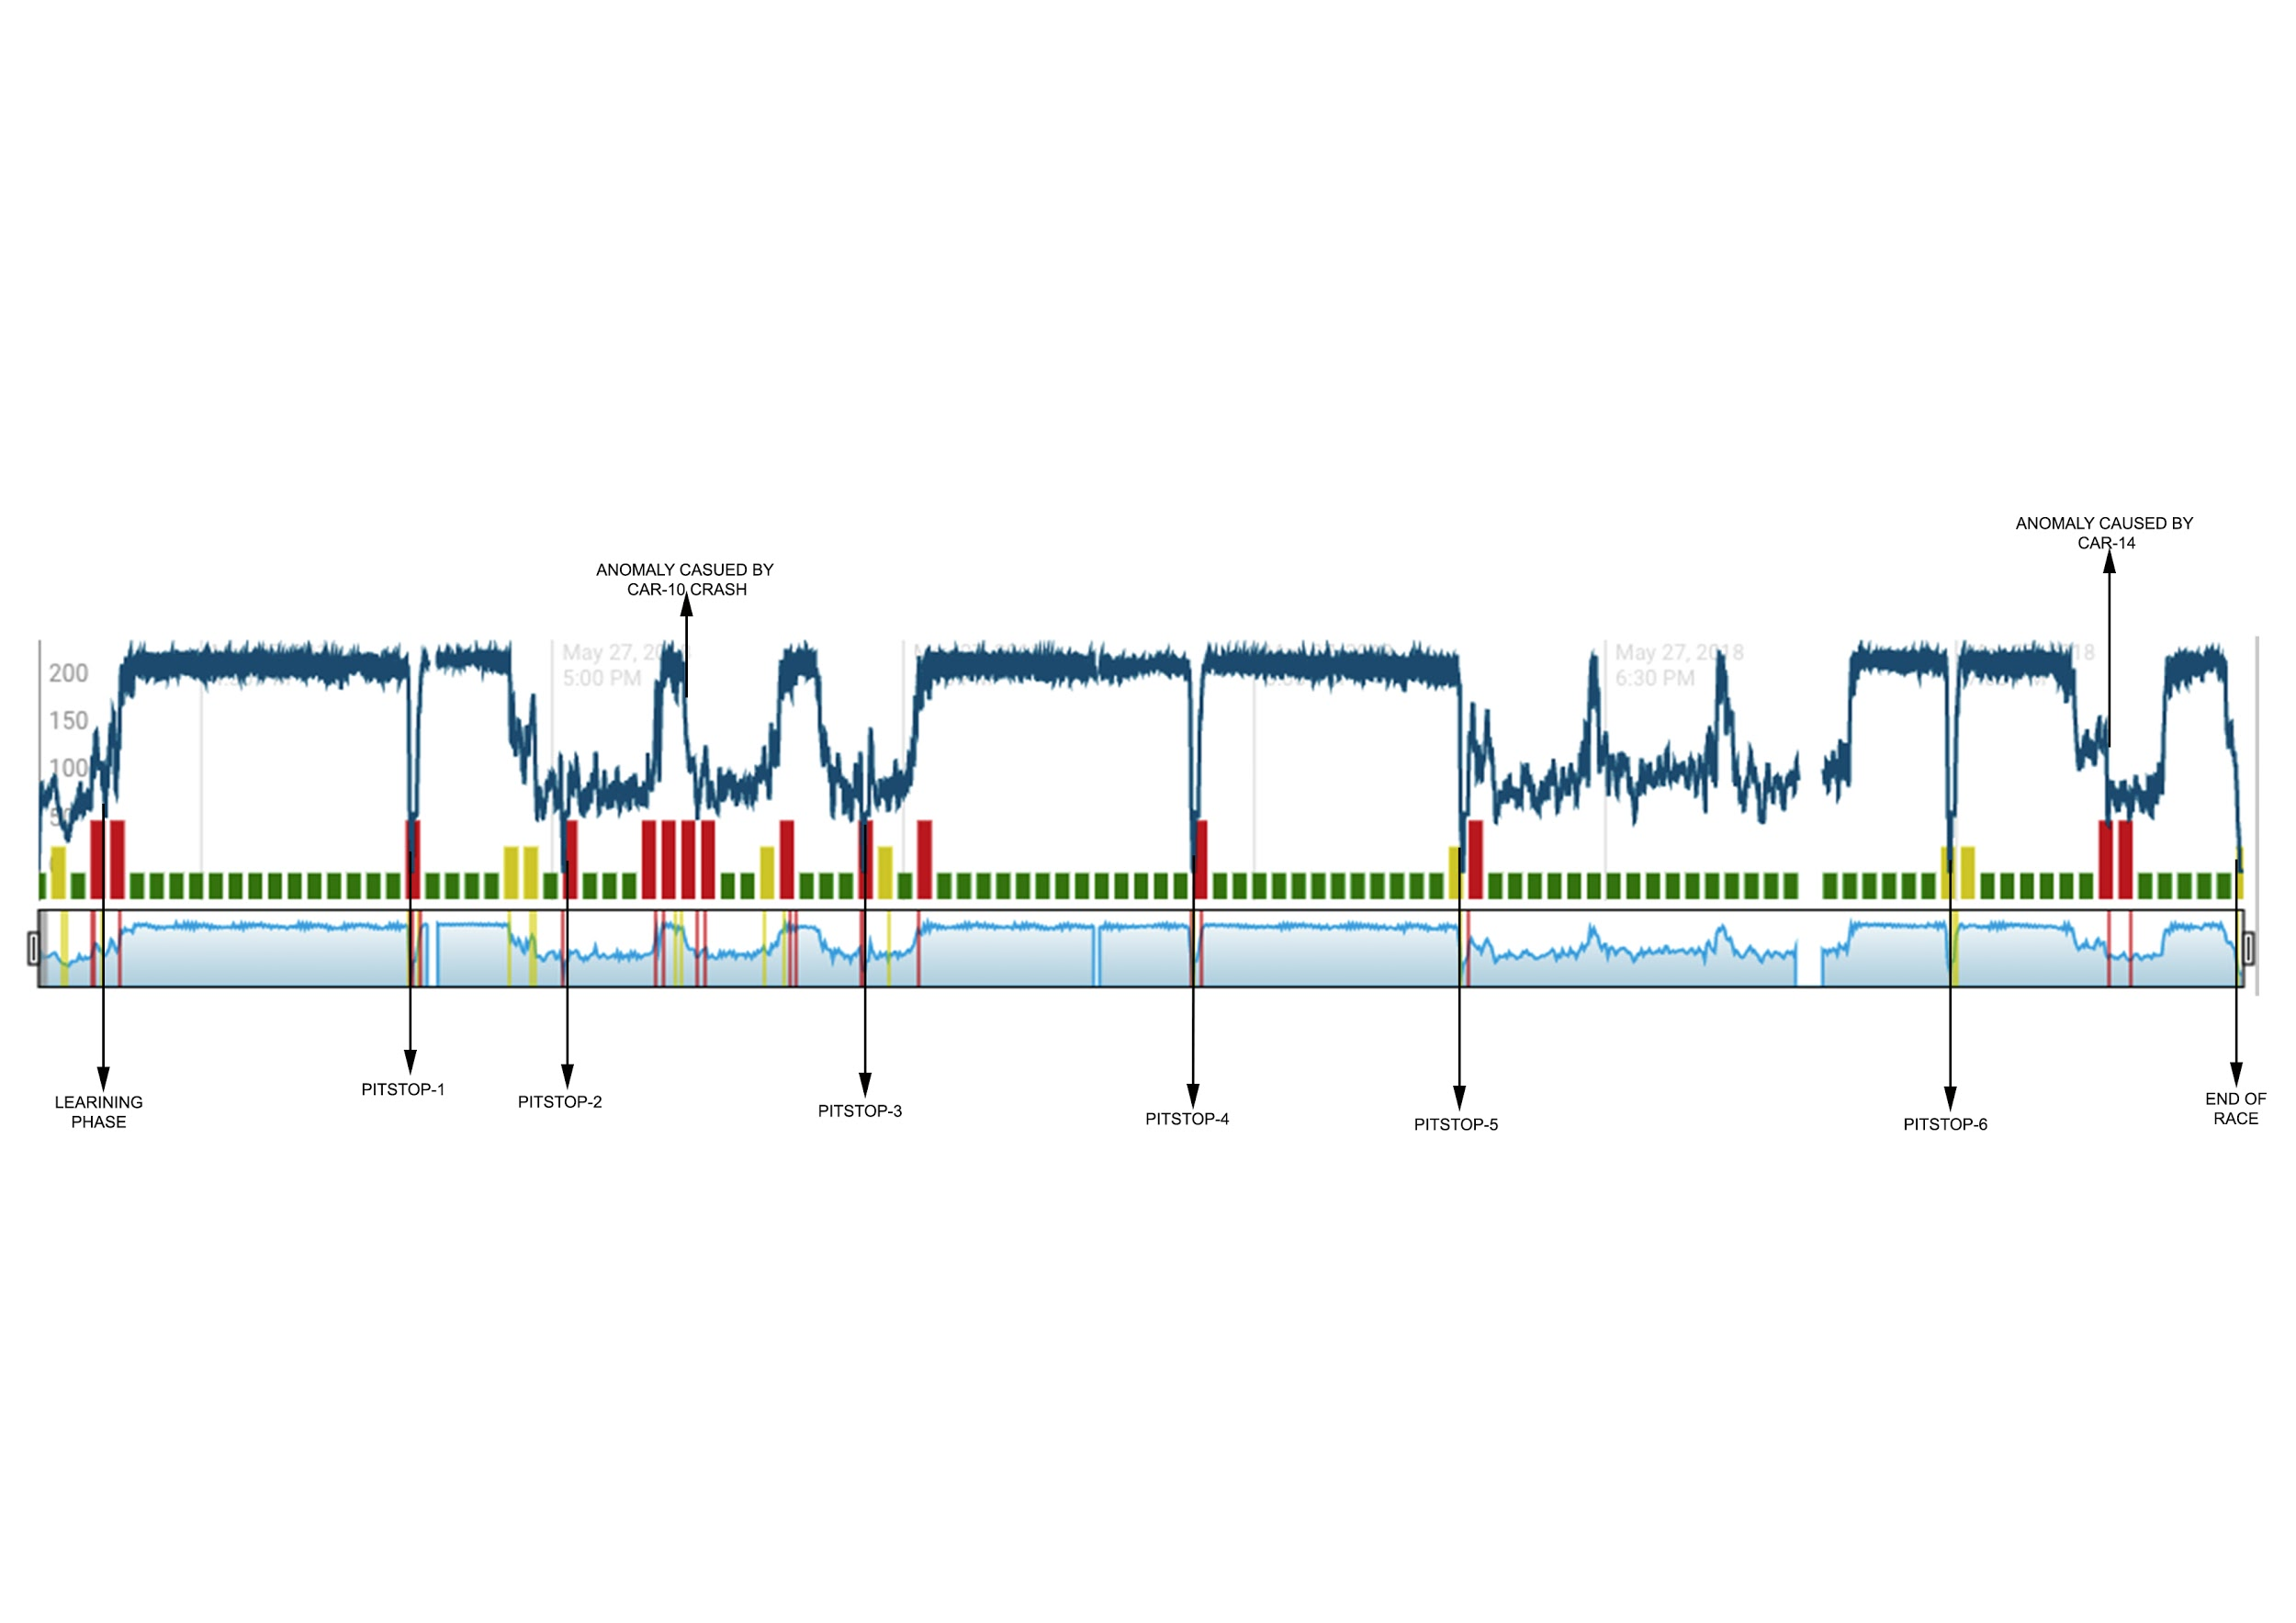 ANOMALY CAUSED BY
CAR-14
ANOMALY CASUED BY
CAR-10 CRASH
200
150
100
May 27, 20
5:00 PM
May 27, 2018
6:30 PM
18
LEARINING
PHASE
PITSTOP-1
PITSTOP-2
PITSTOP-3
PITSTOP-4
PITSTOP-5
PITSTOP-6
END OF
RACE